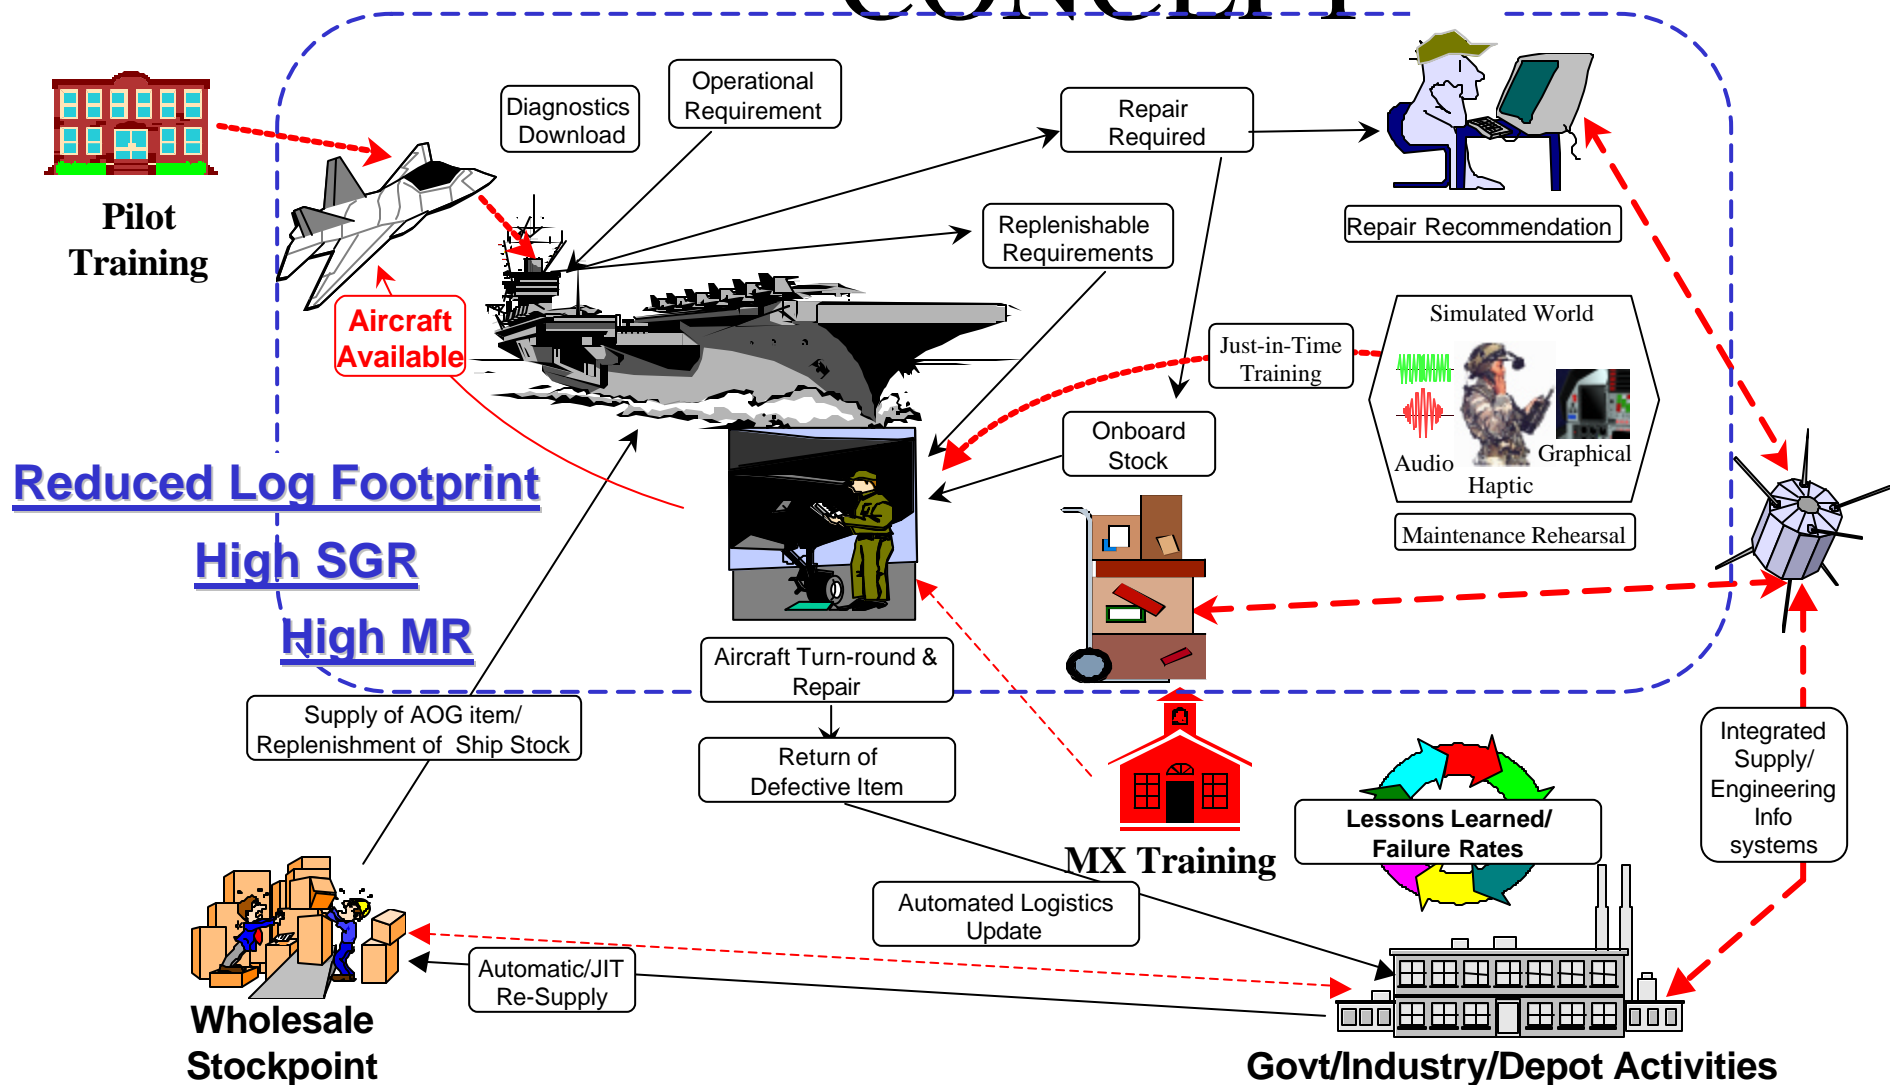 CONCEPT
Diagnostics
Download
Operational
Requirement
Repair
Required
Pilot
Training
Replenishable
Requirements
Repair Recommendation
Aircraft
Available
Just-in-Time
Training
Simulated World
Audio
Graphical
Haptic
Maintenance Rehearsal
Onboard
Stock
Reduced Log Footprint
High SGR
High MR
Aircraft Turn-round &
Repair
Supply of AOG item/
Replenishment of Ship Stock
Return of
Defective Item
Integrated
Supply/
Engineering
Info
systems
Lessons Learned/
Failure Rates
MX Training
Automated Logistics
Update
Automatic/JIT
Re-Supply
Wholesale
Stockpoint
Govt/Industry/Depot Activities